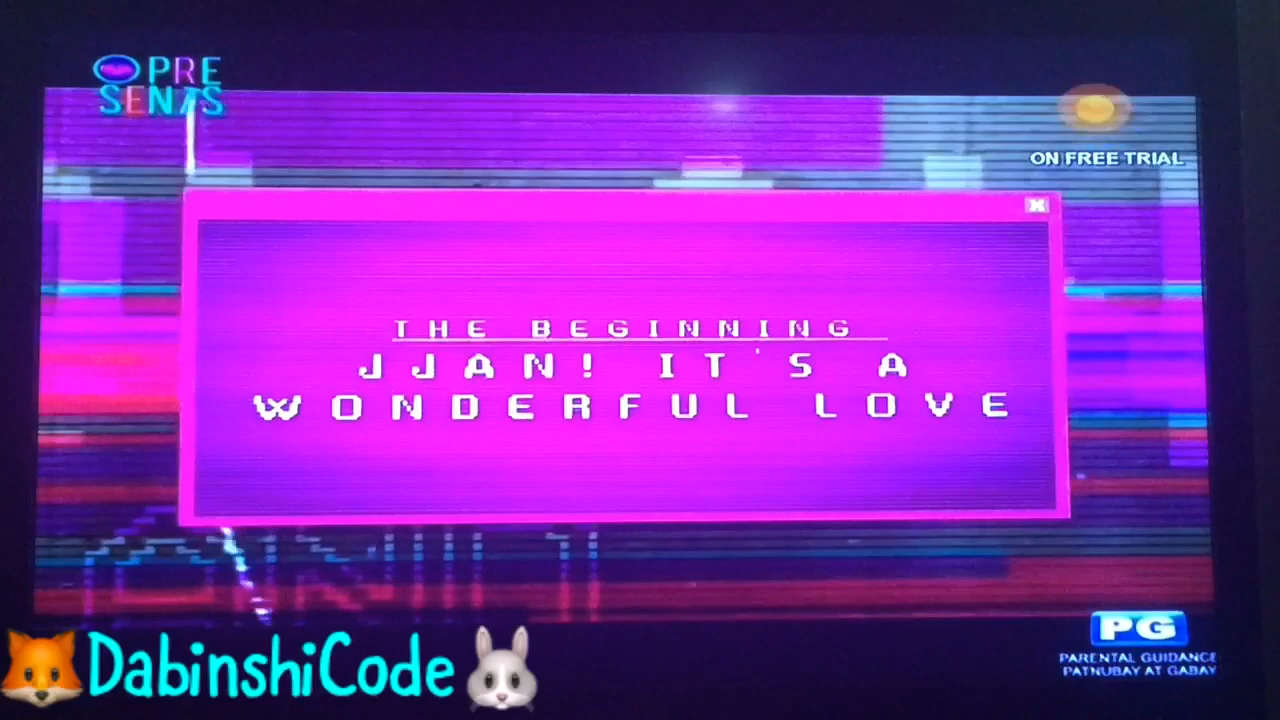 PRE
SENTS
ON FREE TRIAL
THE BEGINNING
JJAN! IT'S A
WONDERFUL LOVE
PG
PARENTAL GUIDANCE
PATNUBAY AT GABAY
DabinshiCode